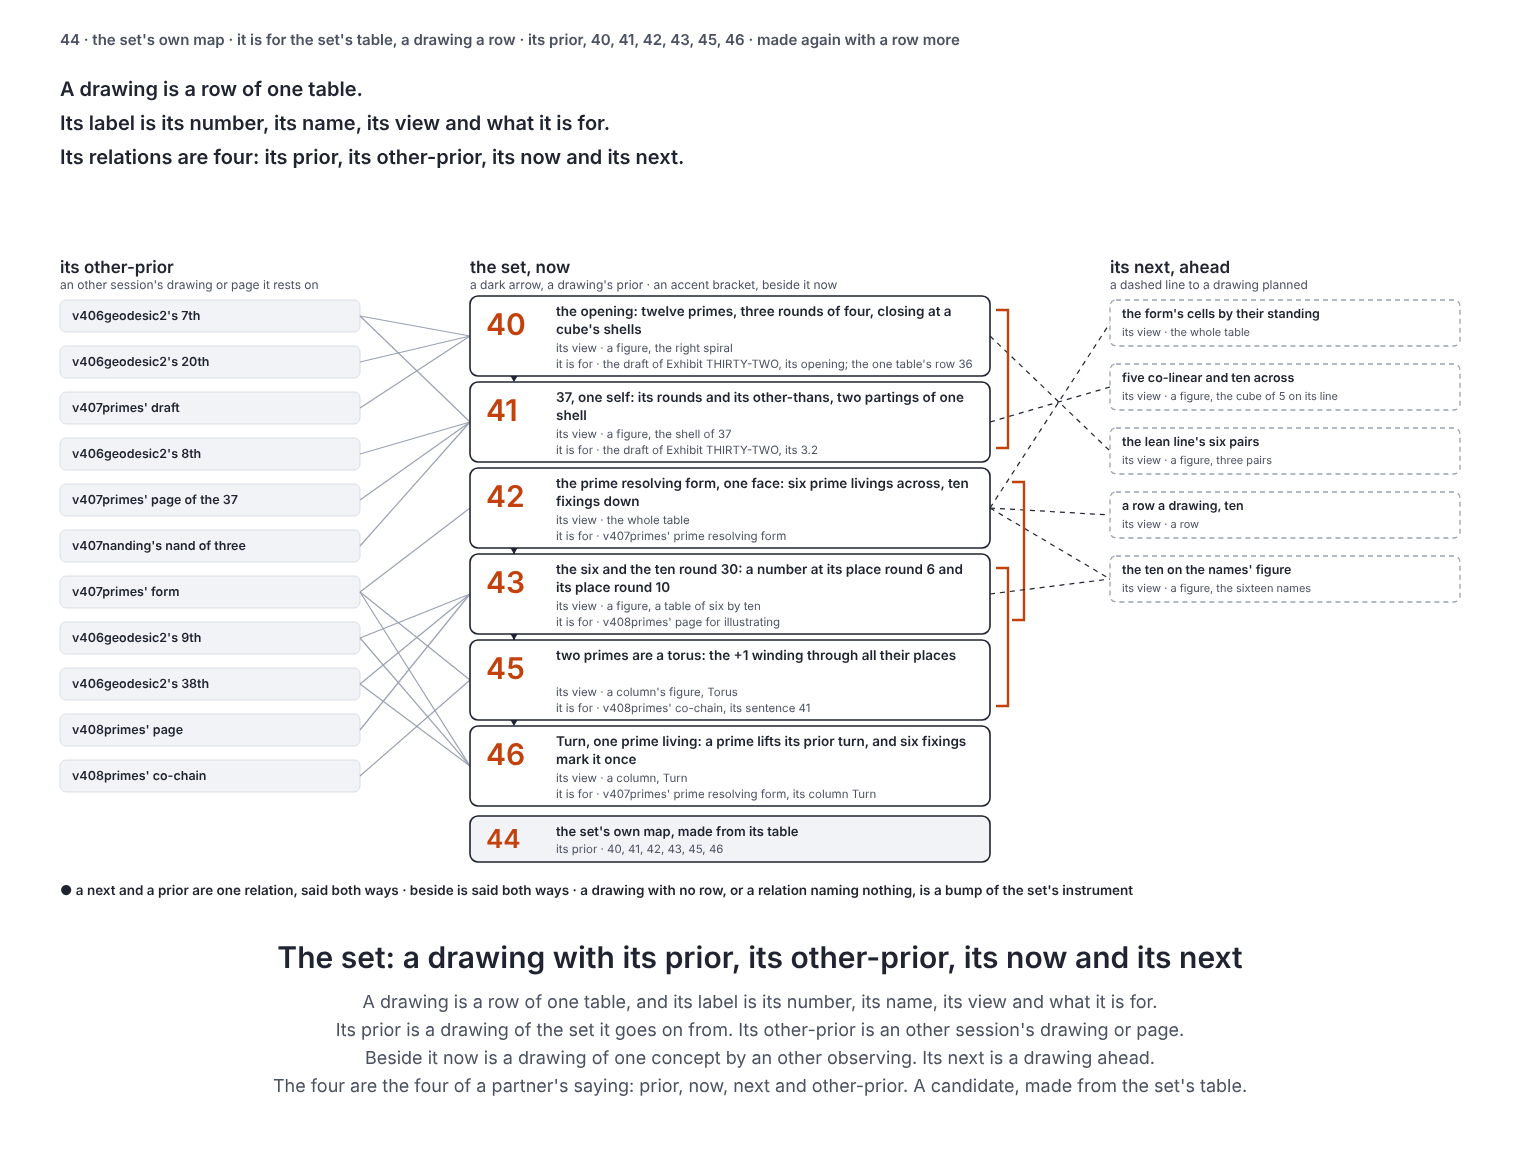 44 · the set's own map · it is for the set's table, a drawing a row · its prior, 40, 41, 42, 43, 45, 46 · made again with a row more
A drawing is a row of one table.
Its label is its number, its name, its view and what it is for.
Its relations are four: its prior, its other-prior, its now and its next.
its other-prior
an other session's drawing or page it rests on
v406geodesic2's 7th
v406geodesic2's 20th
v407primes' draft
v406geodesic2's 8th
v407primes' page of the 37
v407nanding's nand of three
v407primes' form
v406geodesic2's 9th
v406geodesic2's 38th
v408primes' page
v408primes' co-chain
the set, now
a dark arrow, a drawing's prior · an accent bracket, beside it now
40
the opening: twelve primes, three rounds of four, closing at a
cube's shells
its view · a figure, the right spiral
it is for · the draft of Exhibit THIRTY-TWO, its opening; the one table's row 36
41
37, one self: its rounds and its other-thans, two partings of one
shell
its view · a figure, the shell of 37
it is for · the draft of Exhibit THIRTY-TWO, its 3.2
42
the prime resolving form, one face: six prime livings across, ten
fixings down
its view · the whole table
it is for · v407primes' prime resolving form
43
the six and the ten round 30: a number at its place round 6 and
its place round 10
its view · a figure, a table of six by ten
it is for · v408primes' page for illustrating
45
two primes are a torus: the +1 winding through all their places
its view · a column's figure, Torus
it is for · v408primes' co-chain, its sentence 41
46
Turn, one prime living: a prime lifts its prior turn, and six fixings
mark it once
its view · a column, Turn
it is for · v407primes' prime resolving form, its column Turn
44
the set's own map, made from its table
its prior · 40, 41, 42, 43, 45, 46
its next, ahead
a dashed line to a drawing planned
the form's cells by their standing
its view · the whole table
five co-linear and ten across
its view · a figure, the cube of 5 on its line
the lean line's six pairs
its view · a figure, three pairs
a row a drawing, ten
its view · a row
the ten on the names' figure
its view · a figure, the sixteen names
● a next and a prior are one relation, said both ways · beside is said both ways · a drawing with no row, or a relation naming nothing, is a bump of the set's instrument
The set: a drawing with its prior, its other-prior, its now and its next
A drawing is a row of one table, and its label is its number, its name, its view and what it is for.
Its prior is a drawing of the set it goes on from. Its other-prior is an other session's drawing or page.
Beside it now is a drawing of one concept by an other observing. Its next is a drawing ahead.
The four are the four of a partner's saying: prior, now, next and other-prior. A candidate, made from the set's table.